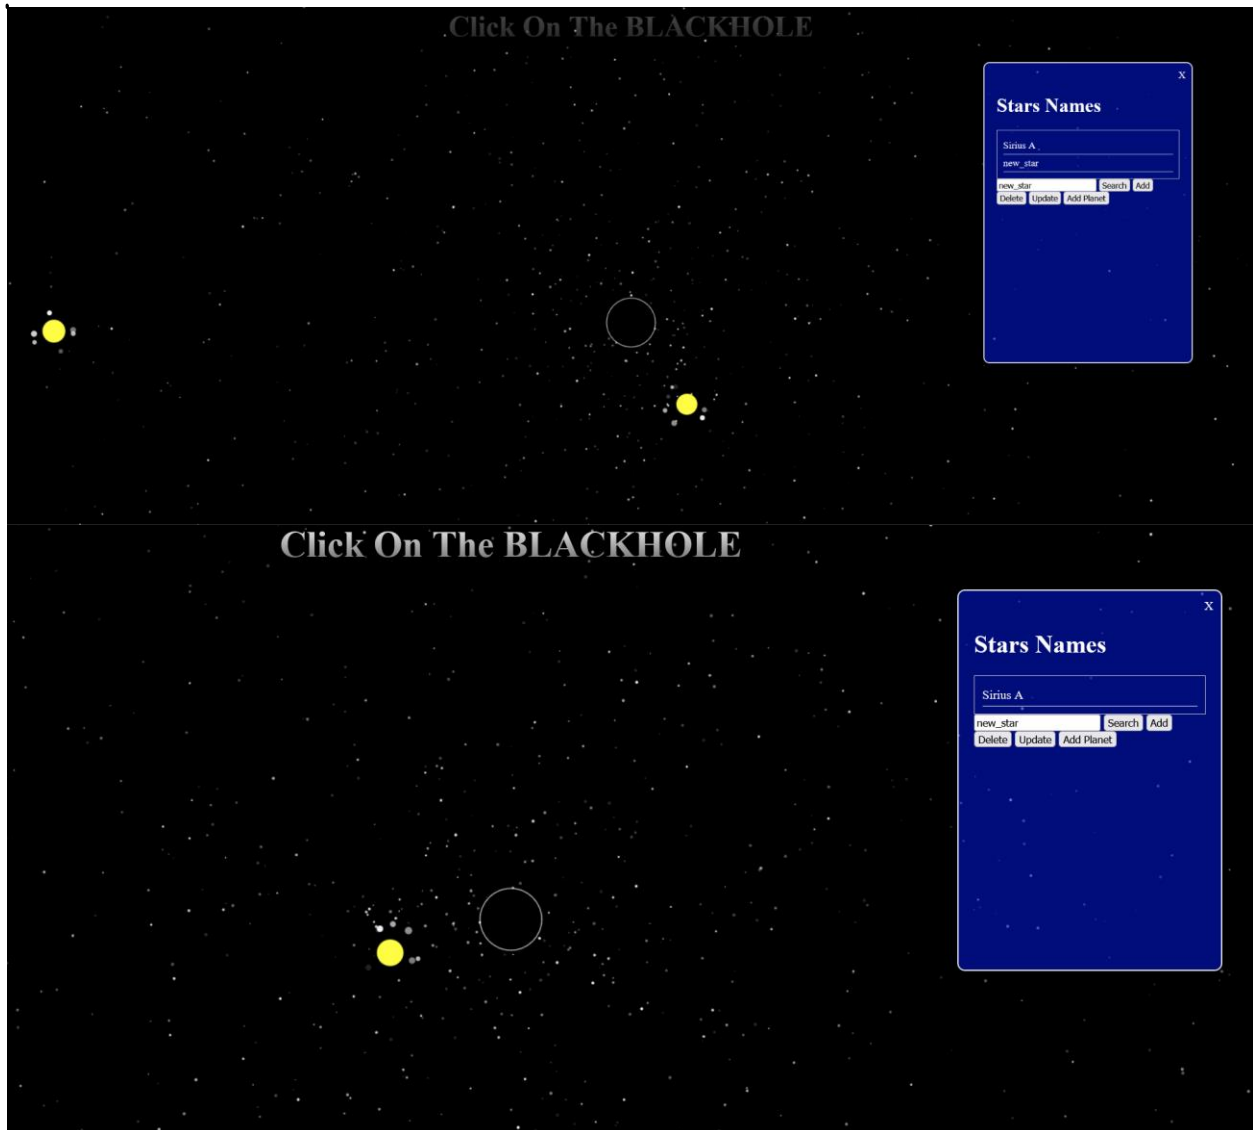 Click On The BLACKHOLE
X
Stars Names
Sirius A
new_star
new_star Search Add
Delete Update Add Planet
Click On The BLACKHOLE
X
Stars Names
Sirius A
new_star Search Add
Delete Update Add Planet